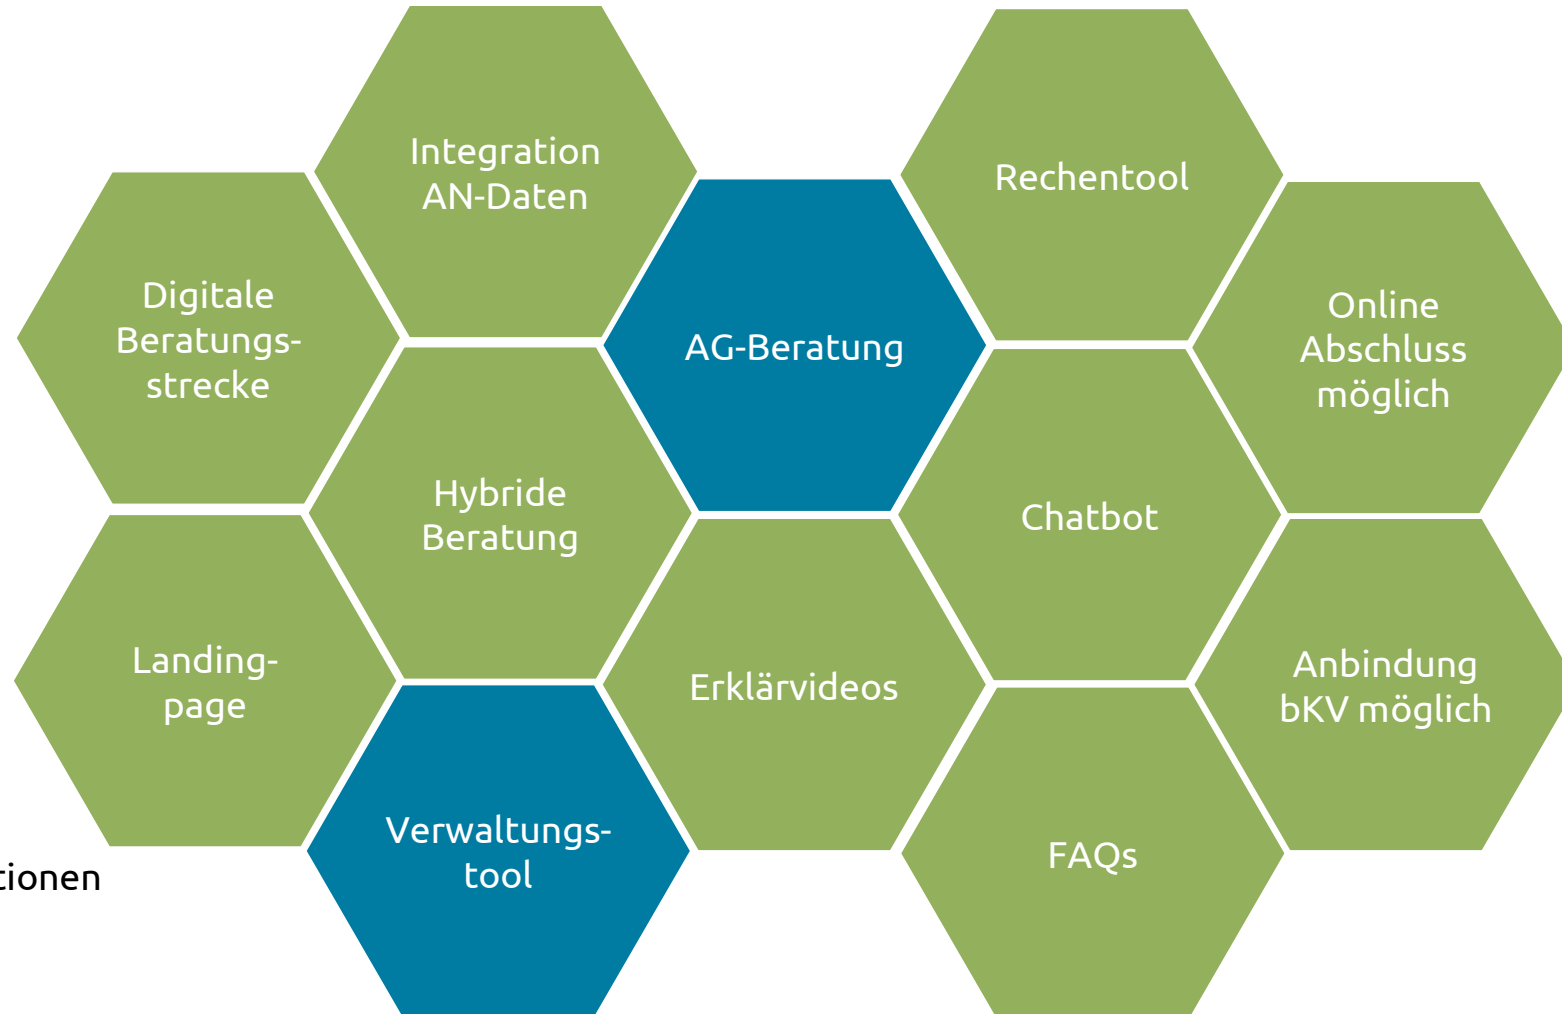 Integration
AN-Daten
Rechentool
Digitale
Beratungs-
strecke
AG-Beratung
Online
Abschluss
möglich
Hybride
Beratung
Chatbot
Landing-
page
Erklärvideos
Anbindung
bKV möglich
Verwaltungs-
tool
FAQs
tionen